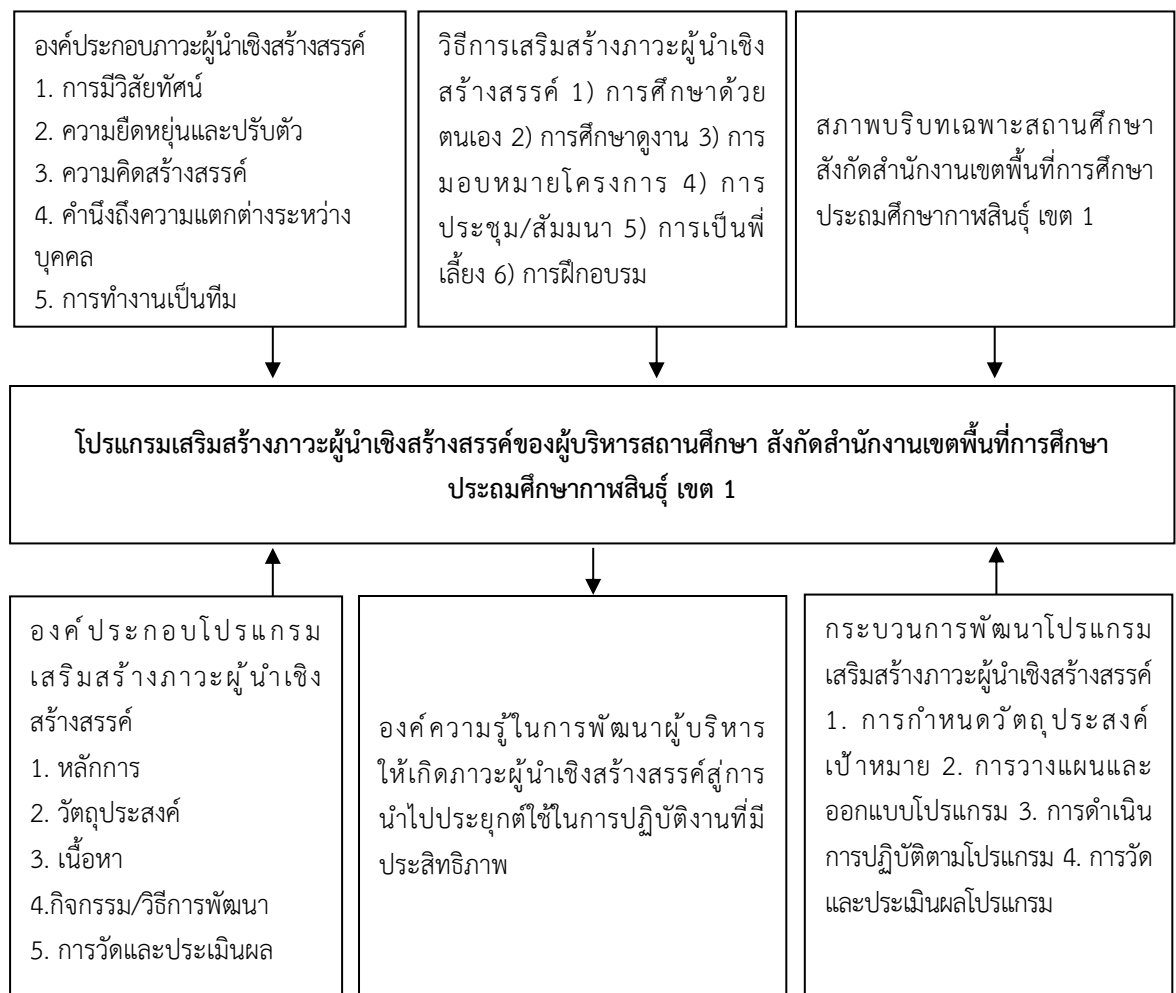 องค์ประกอบภาวะผู้นำเชิงสร้างสรรค์
1. การมีวิสัยทัศน์
2. ความยืดหยุ่นและปรับตัว
3. ความคิดสร้างสรรค์
4. คำนึงถึงความแตกต่างระหว่าง
บุคคล
5. การทำงานเป็นทีม
วิธีการเสริมสร้างภาวะผู้นำเชิง
สร้างสรรค์ 1) การศึกษาด้วย
ตนเอง 2) การศึกษาดูงาน 3) การ
มอบหมายโครงการ 4) การ
ประชุม/สัมมนา 5) การเป็นพี่
เลี้ยง 6) การฝึกอบรม
สภาพบริบทเฉพาะสถานศึกษา
สังกัดสำนักงานเขตพื้นที่การศึกษา
ประถมศึกษากาฬสินธุ์ เขต 1
โปรแกรมเสริมสร้างภาวะผู้นำเชิงสร้างสรรค์ของผู้บริหารสถานศึกษา สังกัดสำนักงานเขตพื้นที่การศึกษา
ประถมศึกษากาฬสินธุ์ เขต 1
องค์ประกอบโปรแกรม
เสริมสร้างภาวะผู้นำเชิง
สร้างสรรค์
1. หลักการ
2. วัตถุประสงค์
3. เนื้อหา
4.กิจกรรม/วิธีการพัฒนา
5. การวัดและประเมินผล
องค์ความรู้ในการพัฒนาผู้บริหาร
ให้เกิดภาวะผู้นำเชิงสร้างสรรค์สู่การ
นำไปประยุกต์ใช้ในการปฏิบัติงานที่มี
ประสิทธิภาพ
กระบวนการพัฒนาโปรแกรม
เสริมสร้างภาวะผู้นำเชิงสร้างสรรค์
1. การกำหนดวัตถุประสงค์
เป้าหมาย 2. การวางแผนและ
ออกแบบโปรแกรม 3. การดำเนิน
การปฏิบัติตามโปรแกรม 4. การวัด
และประเมินผลโปรแกรม